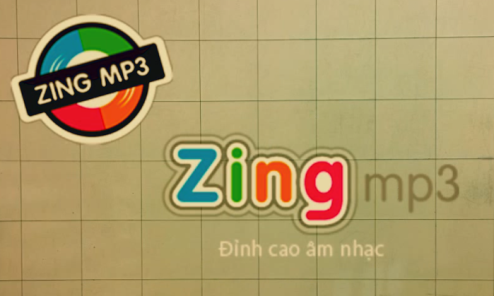 ZING MP3
Zing mp3
Đỉnh cao âm nhạc